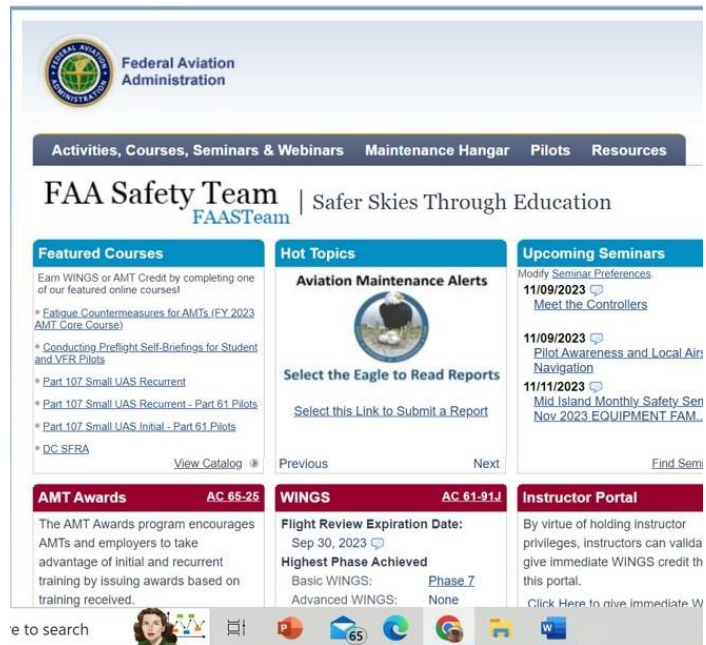 Federal Aviation
Administration
Activities, Courses, Seminars & Webinars Maintenance Hangar Pilots Resources
FAA Safety Team
FAASTeam
Safer Skies Through Education
Featured Courses
Earn WINGS or AMT Credit by completing one
of our featured online courses!
Fatigue Countermeasures for AMTs (FY 2023
AMT Core Course)
Conducting Preflight Self-Briefings for Student
and VFR Pilots
Part 107 Small UAS Recurrent
Part 107 Small UAS Recurrent - Part 61 Pilots
Part 107 Small UAS Initial - Part 61 Pilots
DC SFRA
View Catalog
Hot Topics
Aviation Maintenance Alerts
Select the Eagle to Read Reports
Select this Link to Submit a Report
Previous Next
Upcoming Seminars
Modify Seminar Preferences.
11/09/2023
Meet the Controllers
11/09/2023
Pilot Awareness and Local Airs
Navigation
11/11/2023
Mid Island Monthly Safety Sem
Nov 2023 EQUIPMENT FAM...
Find Semi
AMT Awards AC 65-25
The AMT Awards program encourages
AMTs and employers to take
advantage of initial and recurrent
training by issuing awards based on
training received.
WINGS AC 61-91J
Flight Review Expiration Date:
Sep 30, 2023
Highest Phase Achieved
Basic WINGS: Phase 7
Advanced WINGS: None
Instructor Portal
By virtue of holding instructor
privileges, instructors can valida
give immediate WINGS credit th
this portal.
Click Here to give immediate W
re to search
65